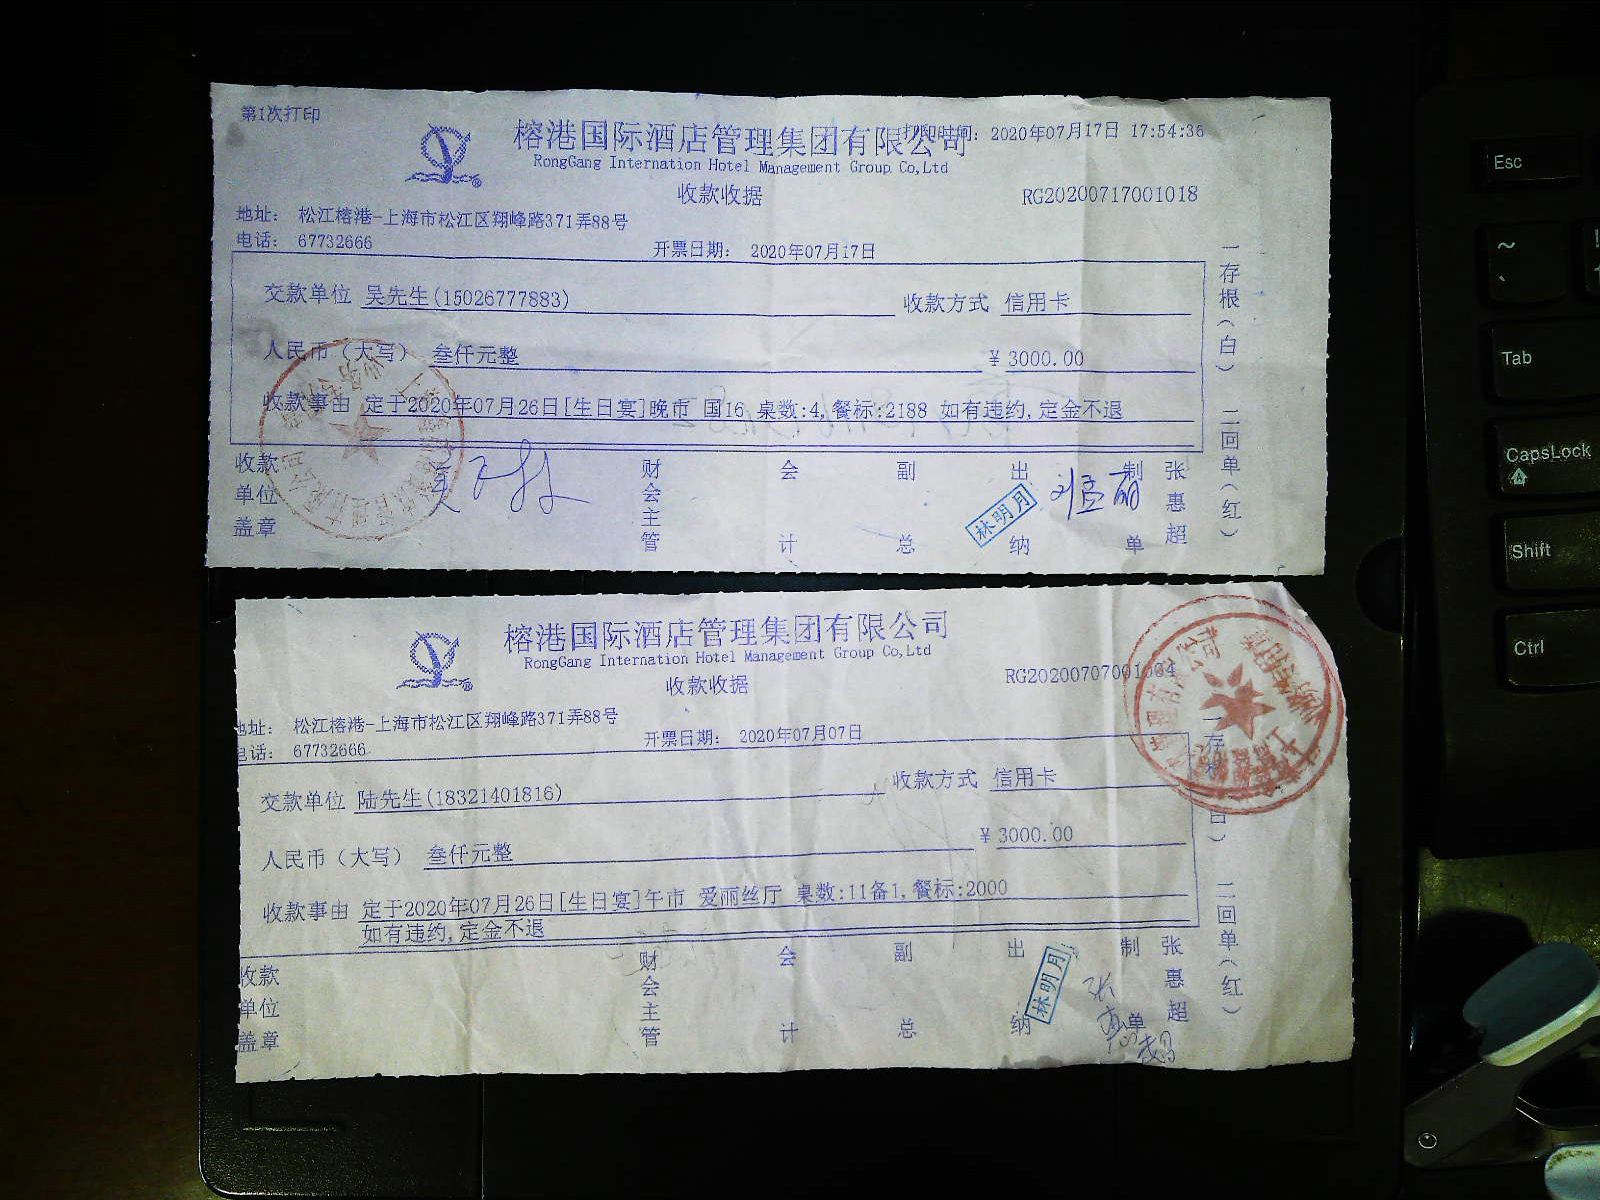 第1次打印
榕港国际酒店管理集团有限公司
打印时间: 2020年07月17日 17:54:36
RongGang Internation Hotel Management Group Co,Ltd
收款收据
RG20200717001018
地址: 松江榕港-上海市松江区翔峰路371弄88号
电话: 67732666
开票日期: 2020年07月17日
交款单位 吴先生(15026777883) 收款方式 信用卡
人民币（大写） 叁仟元整 ¥ 3000.00
收款事由 定于2020年07月26日[生日宴]晚市 国16 桌数:4,餐标:2188 如有违约,定金不退
收款单位盖章 财会主管 会计 副总 出纳 制单 张惠超
林明月
一存根(白) 二回单(红)
榕港国际酒店管理集团有限公司
RongGang Internation Hotel Management Group Co,Ltd
收款收据
RG20200707001004
地址: 松江榕港-上海市松江区翔峰路371弄88号
电话: 67732666
开票日期: 2020年07月07日
交款单位 陆先生(18321401816) 收款方式 信用卡
人民币（大写） 叁仟元整 ¥ 3000.00
收款事由 定于2020年07月26日[生日宴]午市 爱丽丝厅 桌数:11备1,餐标:2000
如有违约,定金不退
收款单位盖章 财会主管 会计 副总 出纳 制单 张惠超
林明月
张惠超
一存 白) 二回单(红)
Esc
~
Tab
CapsLock
Shift
Ctrl